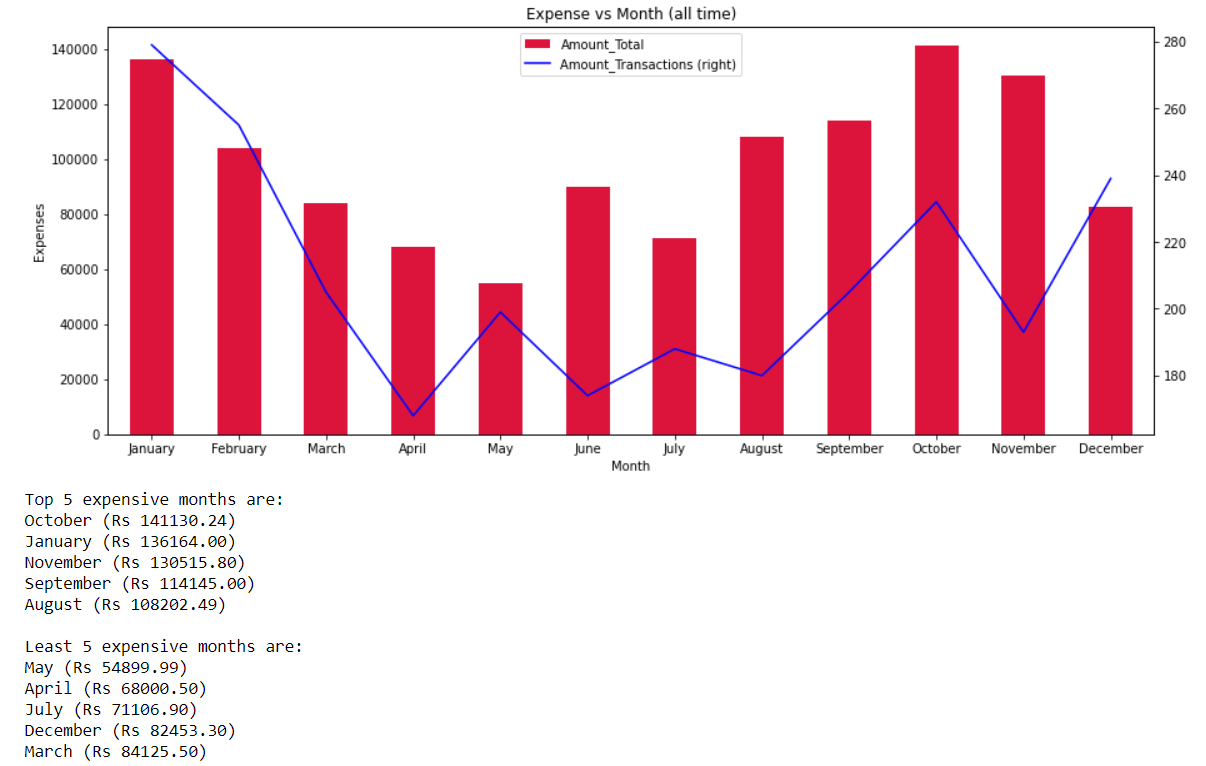 Expense vs Month (all time)
Amount_Total
Amount_Transactions (right)
140000
120000
100000
80000
60000
40000
20000
0
Expenses
280
260
240
220
200
180
January February March April May June July August September October November December
Month
Top 5 expensive months are:
October (Rs 141130.24)
January (Rs 136164.00)
November (Rs 130515.80)
September (Rs 114145.00)
August (Rs 108202.49)
Least 5 expensive months are:
May (Rs 54899.99)
April (Rs 68000.50)
July (Rs 71106.90)
December (Rs 82453.30)
March (Rs 84125.50)